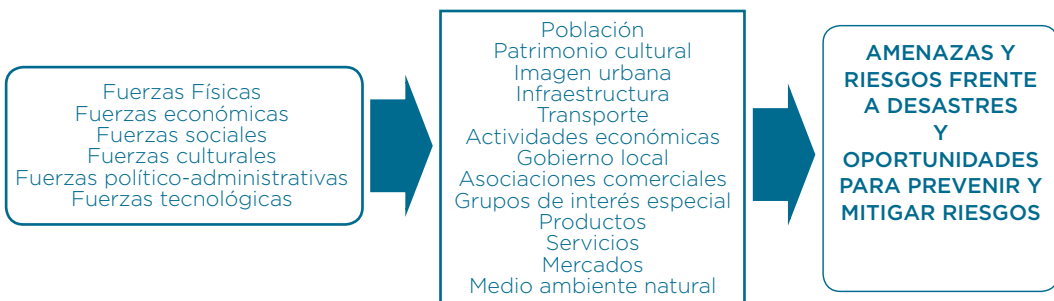 Fuerzas Físicas
Fuerzas económicas
Fuerzas sociales
Fuerzas culturales
Fuerzas político-administrativas
Fuerzas tecnológicas
Población
Patrimonio cultural
Imagen urbana
Infraestructura
Transporte
Actividades económicas
Gobierno local
Asociaciones comerciales
Grupos de interés especial
Productos
Servicios
Mercados
Medio ambiente natural
AMENAZAS Y
RIESGOS FRENTE
A DESASTRES
Y
OPORTUNIDADES
PARA PREVENIR Y
MITIGAR RIESGOS